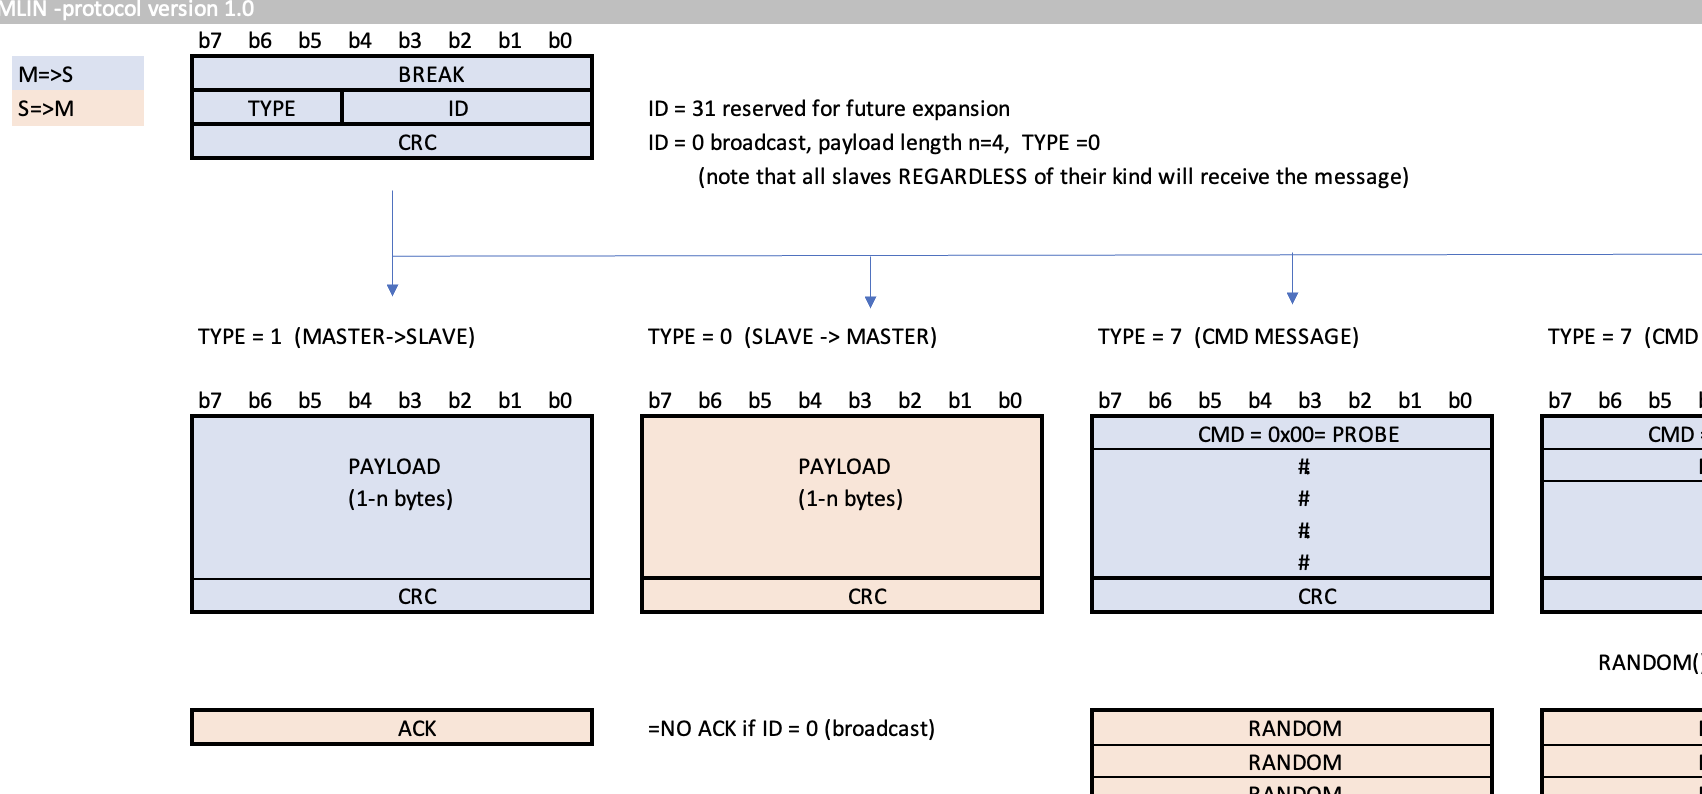 MLIN -protocol version 1.0
b7 b6 b5 b4 b3 b2 b1 b0
M=>S
BREAK
S=>M
TYPE ID
ID = 31 reserved for future expansion
CRC
ID = 0 broadcast, payload length n=4, TYPE =0
(note that all slaves REGARDLESS of their kind will receive the message)
TYPE = 1 (MASTER->SLAVE)
TYPE = 0 (SLAVE -> MASTER)
TYPE = 7 (CMD MESSAGE)
TYPE = 7 (CMD
b7 b6 b5 b4 b3 b2 b1 b0
b7 b6 b5 b4 b3 b2 b1 b0
b7 b6 b5 b4 b3 b2 b1 b0
b7 b6 b5
PAYLOAD
(1-n bytes)
CRC
PAYLOAD
(1-n bytes)
CRC
CMD = 0x00= PROBE
#
#
#
#
CRC
CMD
RANDOM(
ACK
=NO ACK if ID = 0 (broadcast)
RANDOM
RANDOM
RANDOM